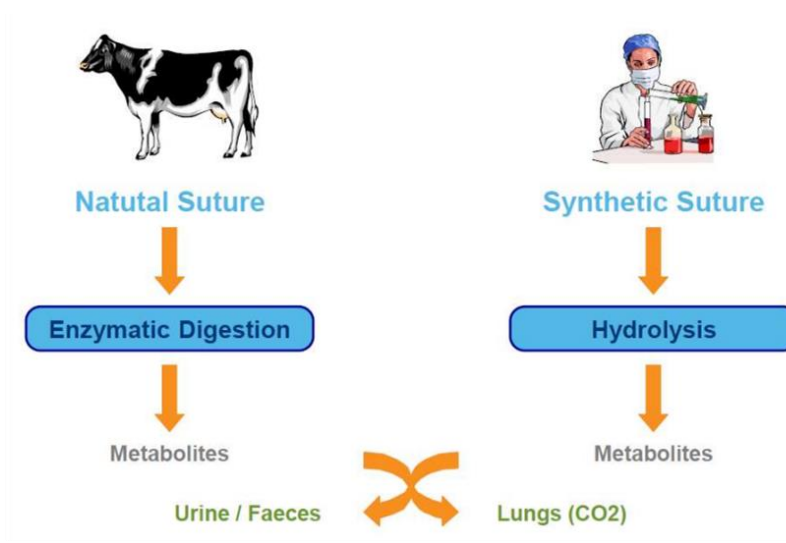 Natutal Suture
Synthetic Suture
Enzymatic Digestion
Hydrolysis
Metabolites
Metabolites
Urine / Faeces
Lungs (CO2)